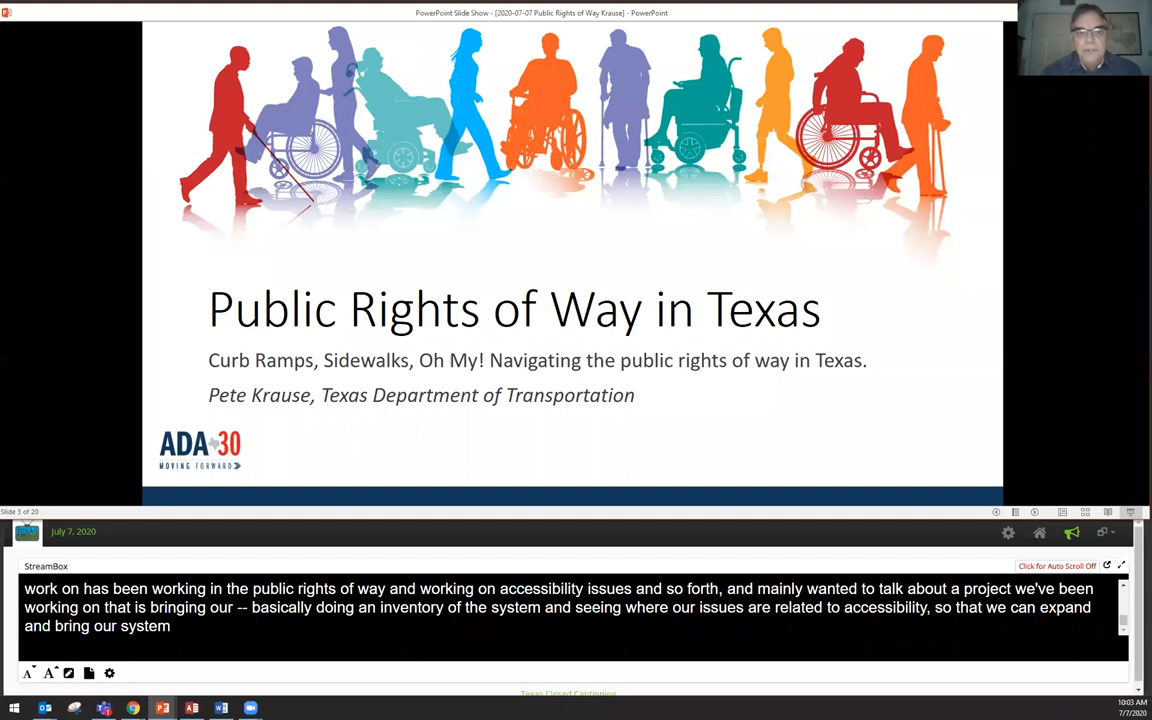 PowerPoint Slide Show - [2020-07-07 Public Rights of Way Krause] - PowerPoint
Public Rights of Way in Texas
Curb Ramps, Sidewalks, Oh My! Navigating the public rights of way in Texas.
Pete Krause, Texas Department of Transportation
ADA 30
MOVING FORWARD
Slide 3 of 20
July 7, 2020
StreamBox
Click for Auto Scroll Off
work on has been working in the public rights of way and working on accessibility issues and so forth, and mainly wanted to talk about a project we've been
working on that is bringing our -- basically doing an inventory of the system and seeing where our issues are related to accessibility, so that we can expand
and bring our system
Texas Closed Captioning
10:03 AM
7/7/2020